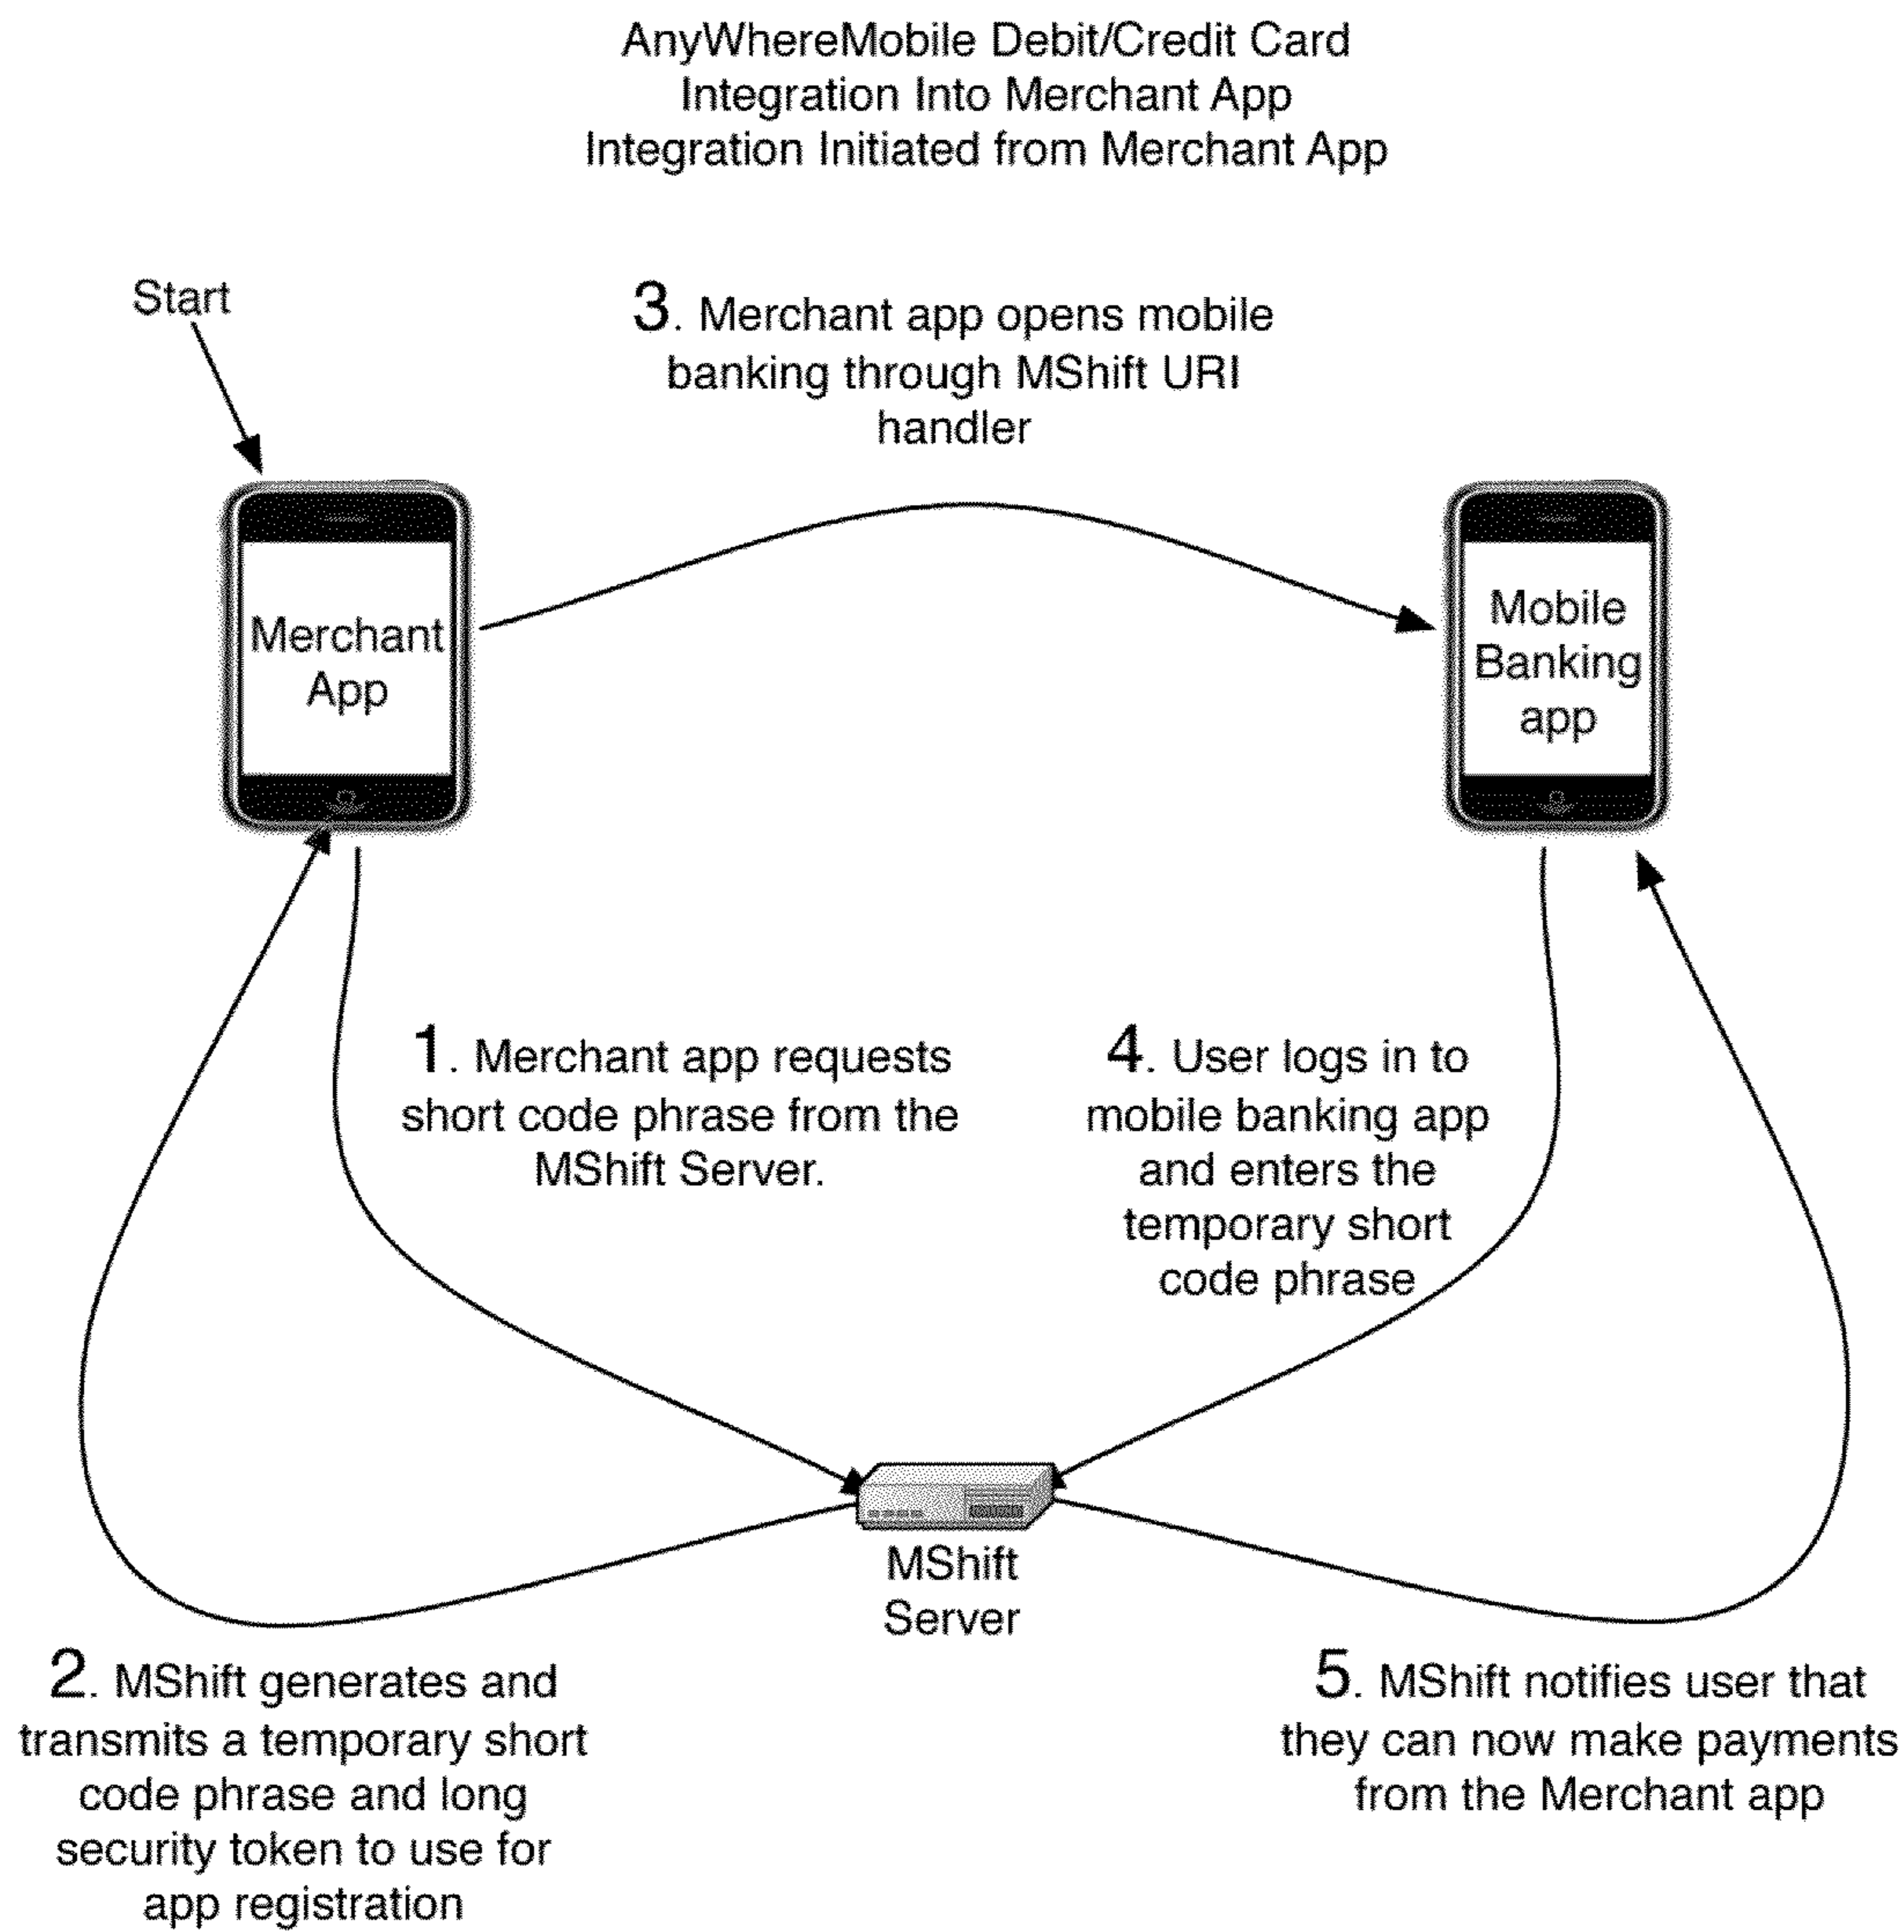 AnyWhereMobile Debit/Credit Card
Integration Into Merchant App
Integration Initiated from Merchant App
Start
3. Merchant app opens mobile
banking through MShift URI
handler
Merchant
App
Mobile
Banking
app
1. Merchant app requests
short code phrase from the
MShift Server.
4. User logs in to
mobile banking app
and enters the
temporary short
code phrase
MShift
Server
2. MShift generates and
transmits a temporary short
code phrase and long
security token to use for
app registration
5. MShift notifies user that
they can now make payments
from the Merchant app